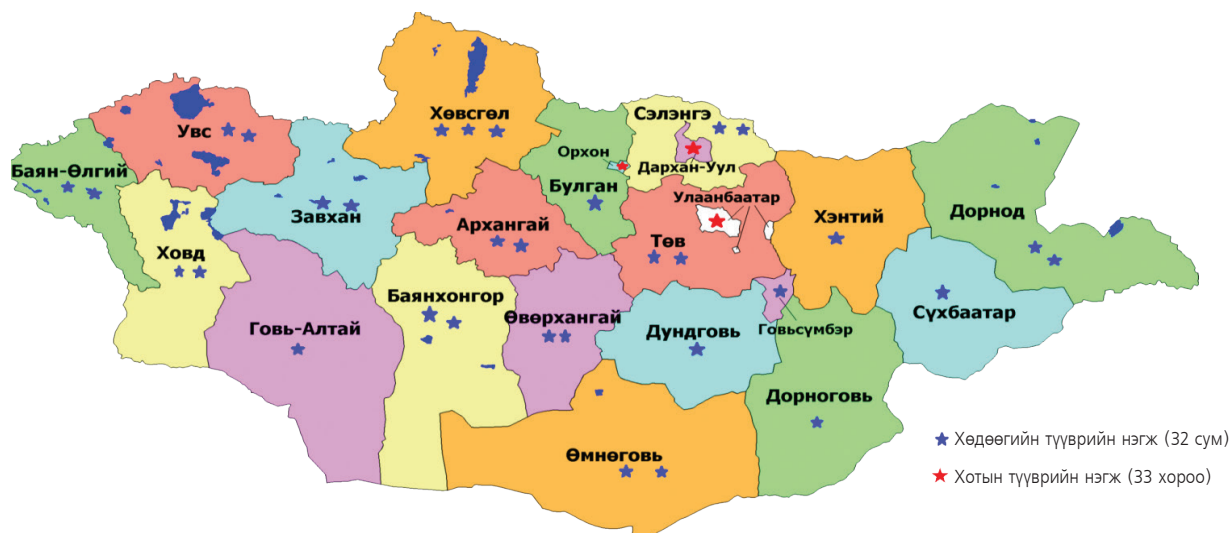 Хөвсгөл
Сэлэнгэ
Увс
Орхон
Дархан-Уул
Баян-Өлгий
Булган
Улаанбаатар
Завхан
Архангай
Хэнтий
Дорнод
Ховд
Төв
Баянхонгор
Өвөрхангай
Говь-Алтай
Дундговь
Говьсүмбэр
Сүхбаатар
Дорноговь
Өмнөговь
Хөдөөгийн түүврийн нэгж (32 сум)
Хотын түүврийн нэгж (33 хороо)